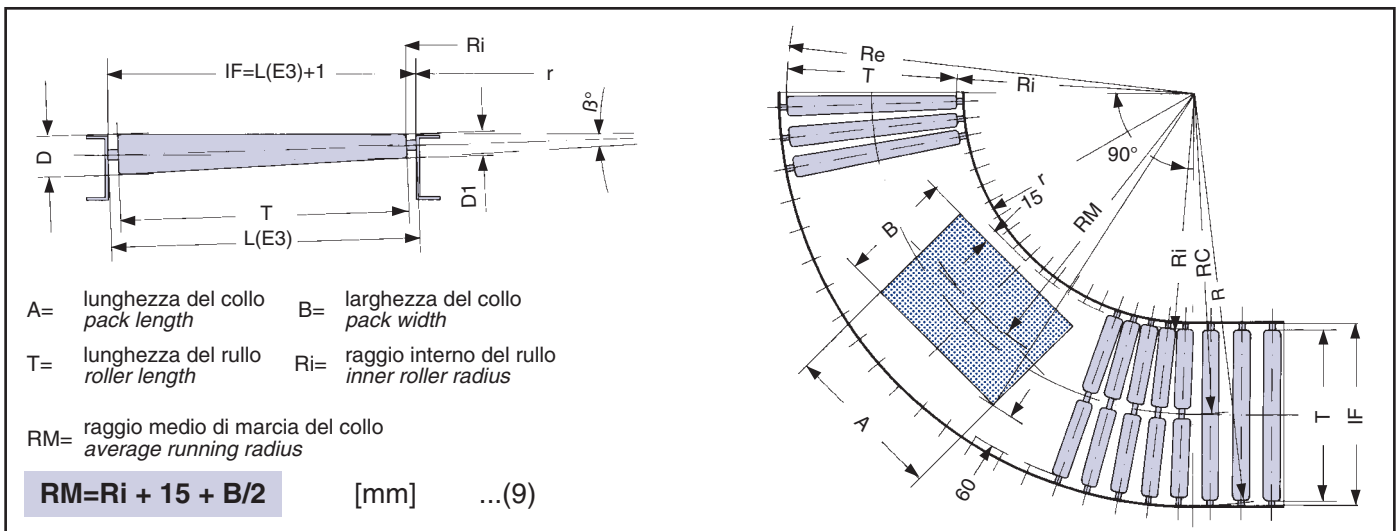 Ri
IF=L(E3)+1
r
D
ß°
D1
T
L(E3)
A= lunghezza del collo
pack length
B= larghezza del collo
pack width
T= lunghezza del rullo
roller length
Ri= raggio interno del rullo
inner roller radius
RM= raggio medio di marcia del collo
average running radius
RM=Ri + 15 + B/2 [mm] ...(9)
Re
T
Ri
90°
r
15
RM
B
Ri
RC
R
A
60
T
IF